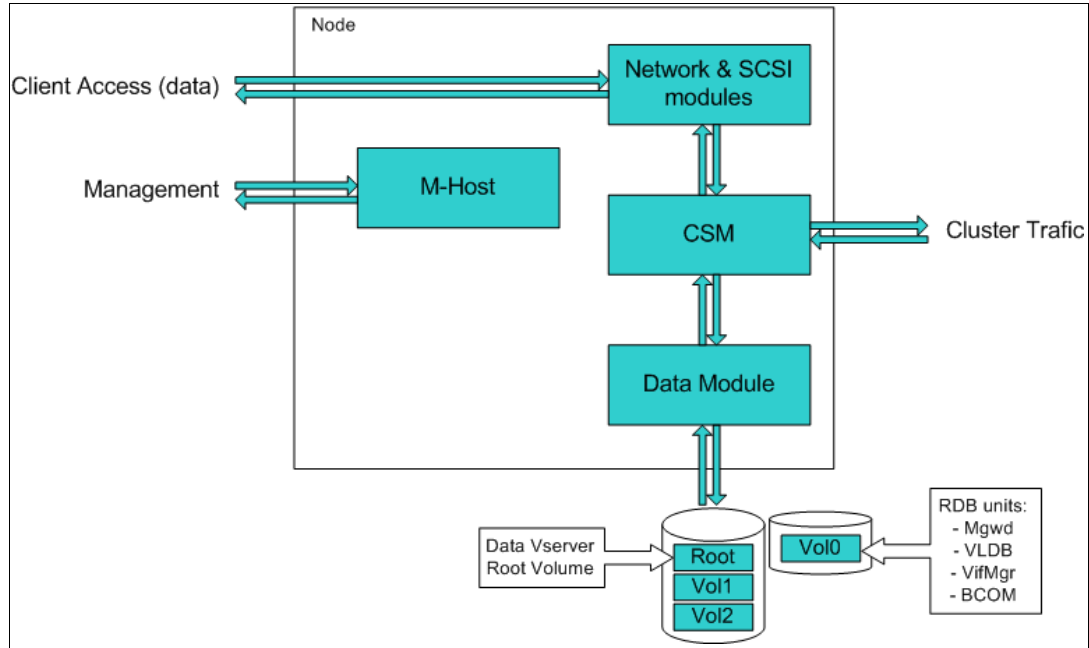 Node
Client Access (data)
Network & SCSI
modules
Management
M-Host
CSM
Cluster Trafic
Data Module
Data Vserver
Root Volume
Root
Vol1
Vol2
Vol0
RDB units:
- Mgwd
- VLDB
- VifMgr
- BCOM